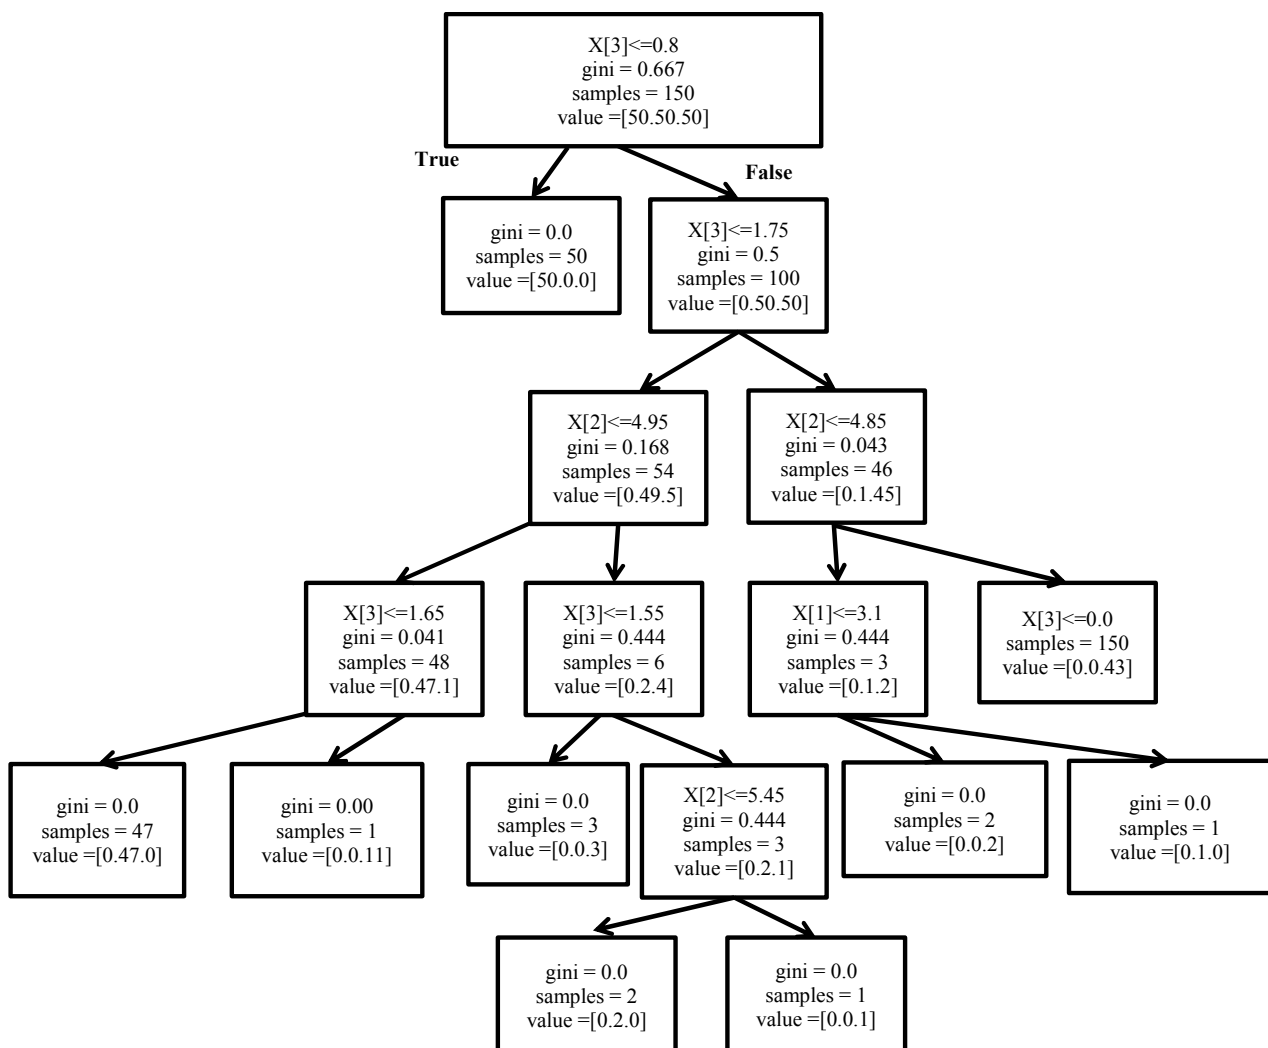 X[3]<=0.8
gini = 0.667
samples = 150
value =[50.50.50]
True
False
gini = 0.0
samples = 50
value =[50.0.0]
X[3]<=1.75
gini = 0.5
samples = 100
value =[0.50.50]
X[2]<=4.95
gini = 0.168
samples = 54
value =[0.49.5]
X[2]<=4.85
gini = 0.043
samples = 46
value =[0.1.45]
X[3]<=1.65
gini = 0.041
samples = 48
value =[0.47.1]
X[3]<=1.55
gini = 0.444
samples = 6
value =[0.2.4]
X[1]<=3.1
gini = 0.444
samples = 3
value =[0.1.2]
X[3]<=0.0
samples = 150
value =[0.0.43]
gini = 0.0
samples = 47
value =[0.47.0]
gini = 0.00
samples = 1
value =[0.0.11]
gini = 0.0
samples = 3
value =[0.0.3]
X[2]<=5.45
gini = 0.444
samples = 3
value =[0.2.1]
gini = 0.0
samples = 2
value =[0.0.2]
gini = 0.0
samples = 1
value =[0.1.0]
gini = 0.0
samples = 2
value =[0.2.0]
gini = 0.0
samples = 1
value =[0.0.1]